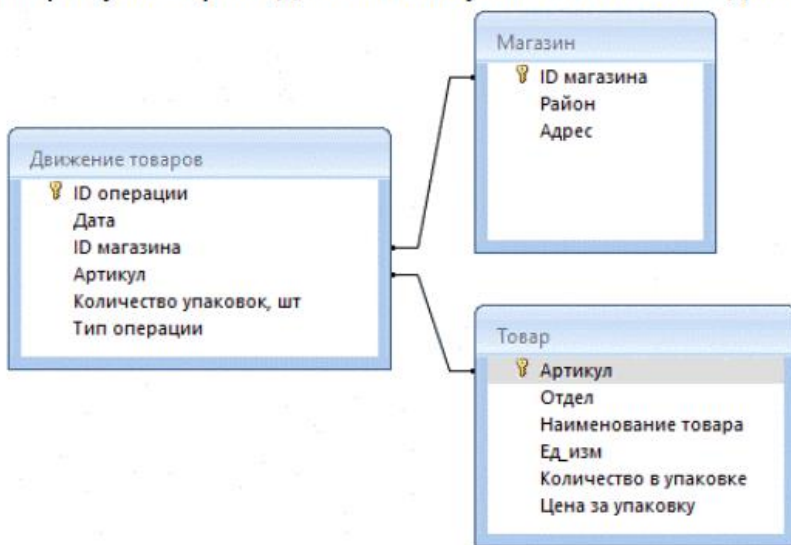 Движение товаров
ID операции
Дата
ID магазина
Артикул
Количество упаковок, шт
Тип операции
Магазин
ID магазина
Район
Адрес
Товар
Артикул
Отдел
Наименование товара
Ед_изм
Количество в упаковке
Цена за упаковку